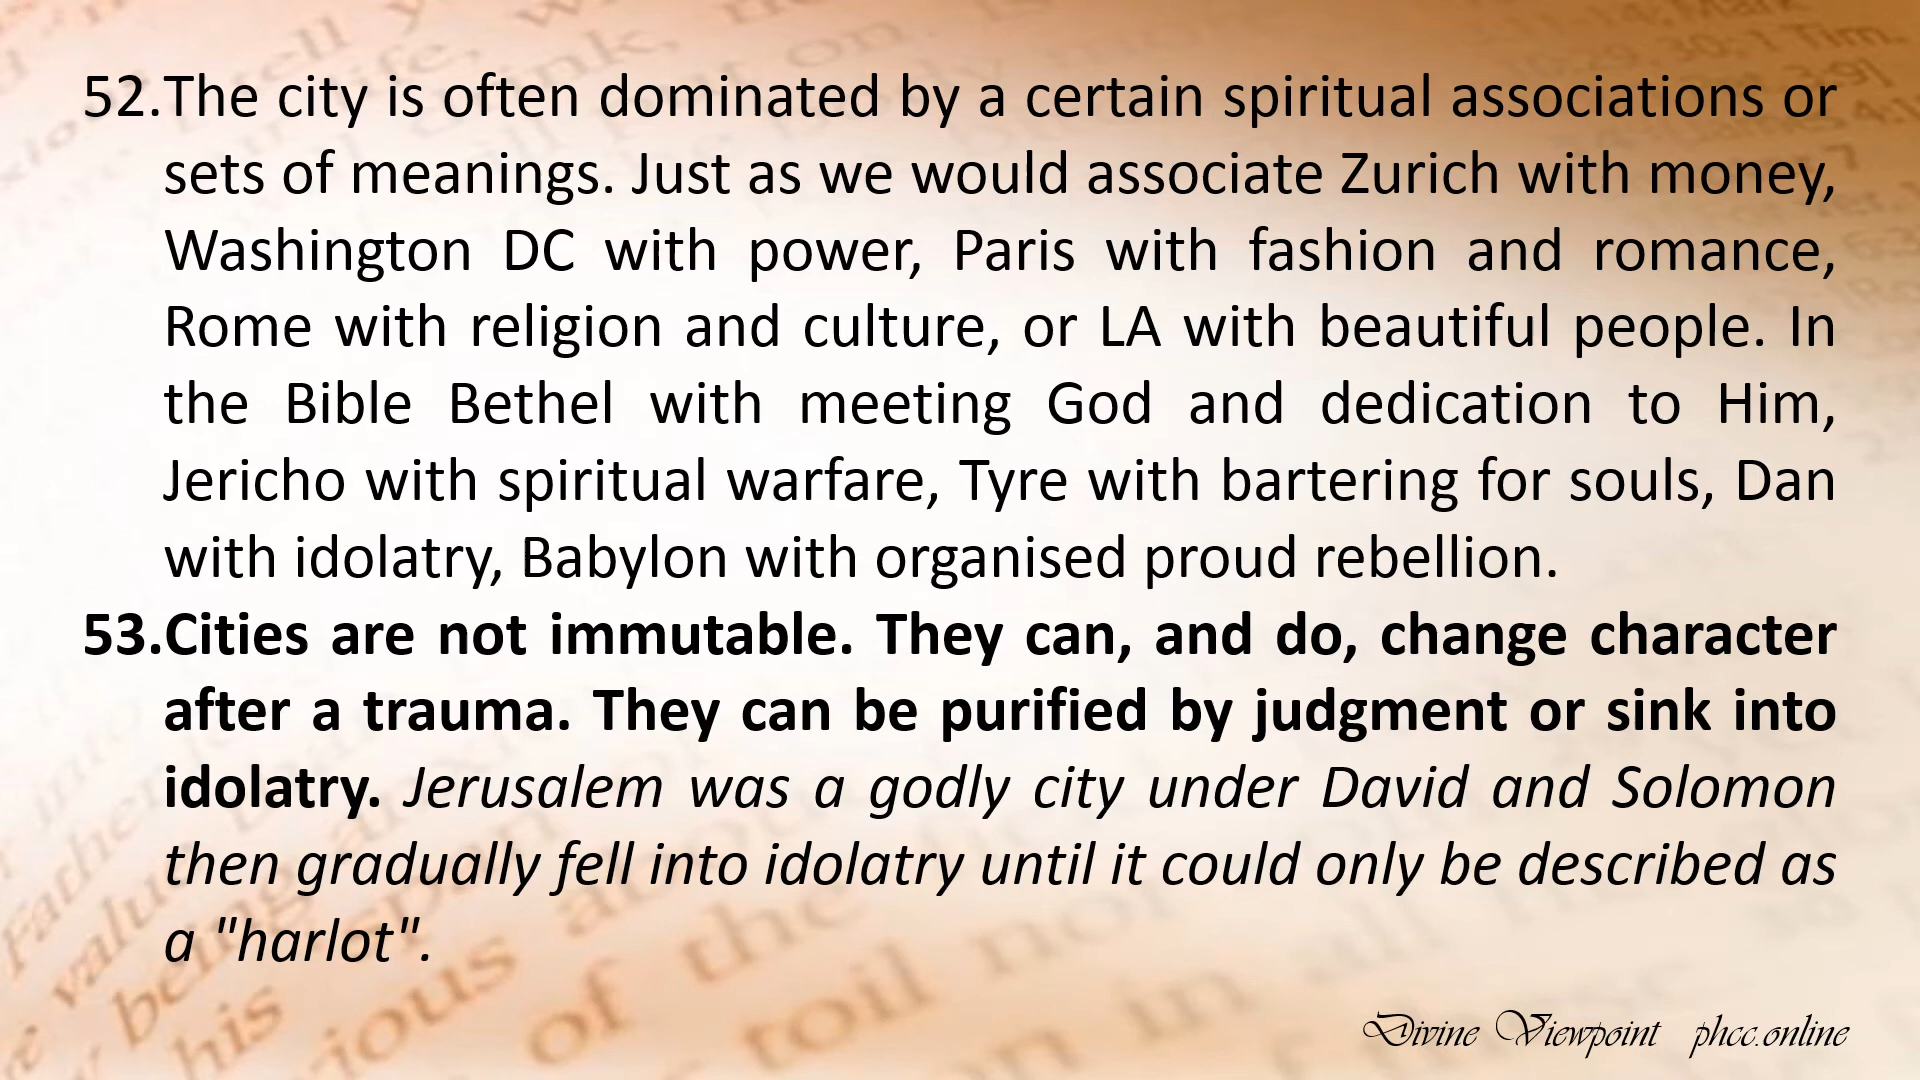 52.The city is often dominated by a certain spiritual associations or
sets of meanings. Just as we would associate Zurich with money,
Washington DC with power, Paris with fashion and romance,
Rome with religion and culture, or LA with beautiful people. In
the Bible Bethel with meeting God and dedication to Him,
Jericho with spiritual warfare, Tyre with bartering for souls, Dan
with idolatry, Babylon with organised proud rebellion.
53.Cities are not immutable. They can, and do, change character
after a trauma. They can be purified by judgment or sink into
idolatry. Jerusalem was a godly city under David and Solomon
then gradually fell into idolatry until it could only be described as
a "harlot".
Divine Viewpoint phcc.online